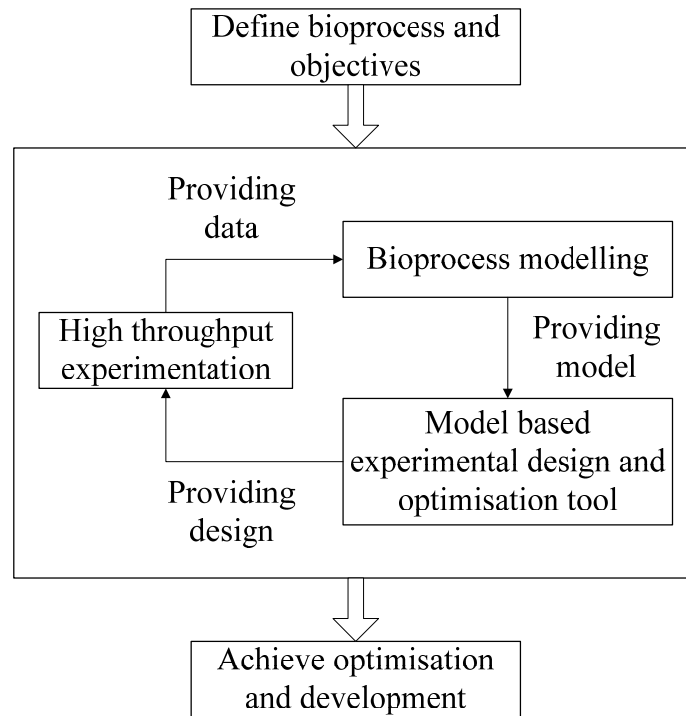 Define bioprocess and
objectives
Providing
data
Bioprocess modelling
High throughput
experimentation
Providing
model
Model based
experimental design and
optimisation tool
Providing
design
Achieve optimisation
and development